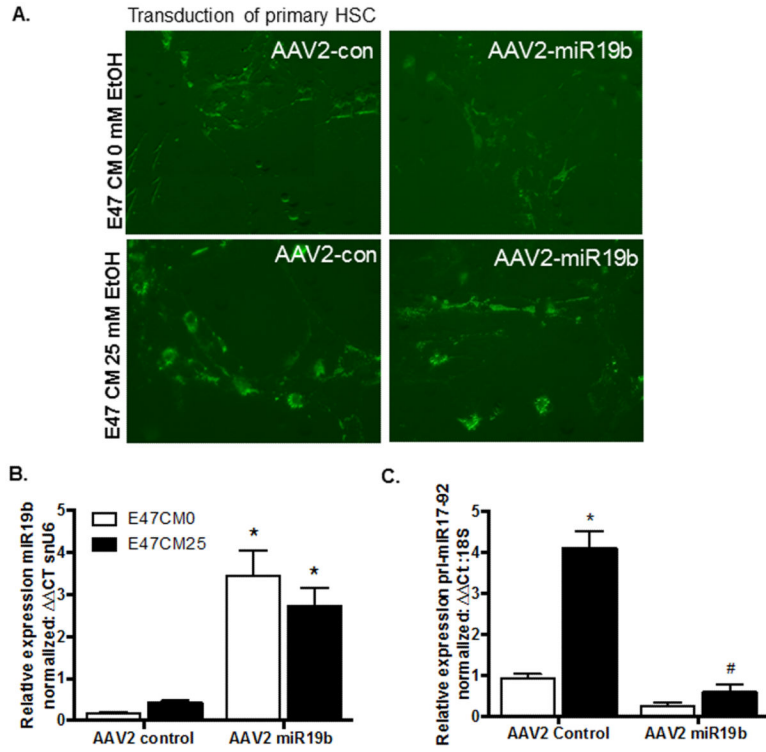 A.
Transduction of primary HSC
E47 CM 0 mM EtOH
AAV2-con
AAV2-miR19b
E47 CM 25 mM EtOH
AAV2-con
AAV2-miR19b
B.
Relative expression miR19b
normalized: ΔΔCT snU6
5
4
3
2
1
0
E47CM0
E47CM25
*
*
AAV2 control
AAV2 miR19b
C.
Relative expression pri-miR17-92
normalized: ΔΔCt :18S
5
4
3
2
1
0
*
#
AAV2 Control
AAV2 miR19b